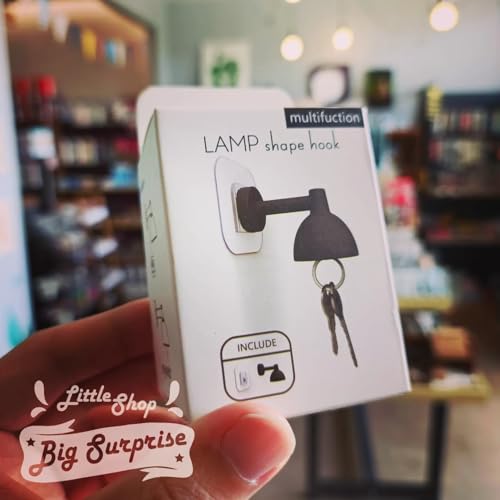 multifuction
LAMP shape hook
INCLUDE
Little Shop
Big Surprise